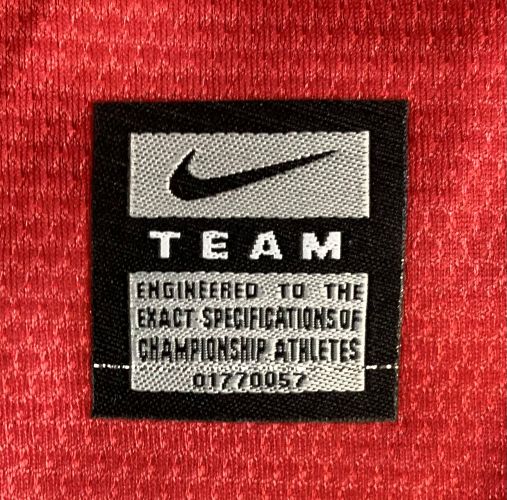 TEAM
ENGINEERED TO THE
EXACT SPECIFICATIONS OF
CHAMPIONSHIP ATHLETES
01770057